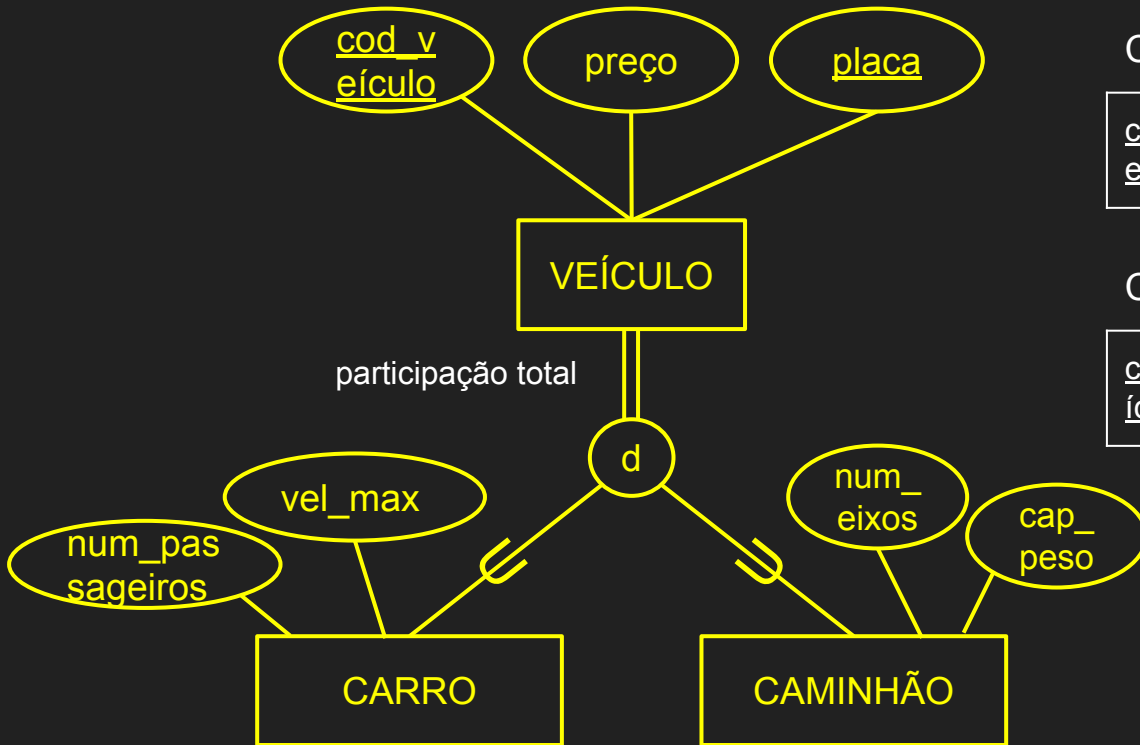 cod_v
eículo
preço
placa
VEÍCULO
participação total
d
vel_max
num_pas
sageiros
num_
eixos
cap_
peso
CARRO
CAMINHÃO